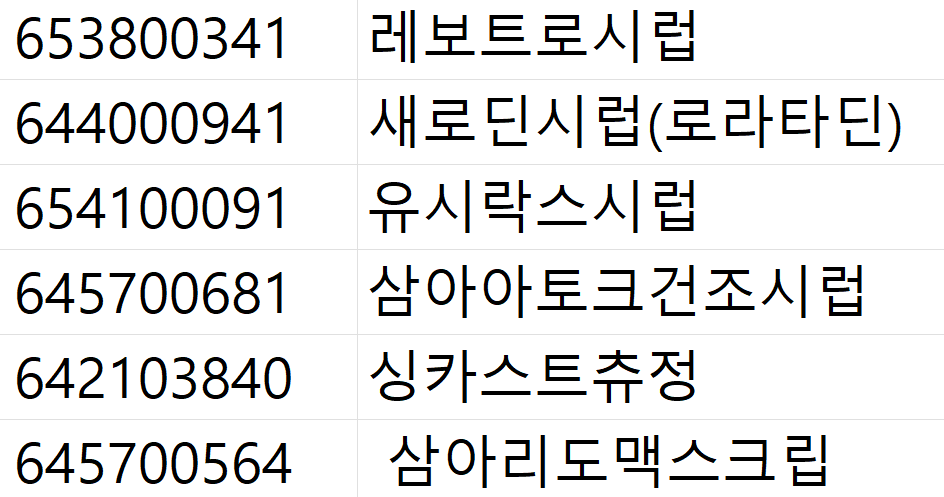 653800341 레보트로시럽
644000941 새로딘시럽(로라타딘)
654100091 유시락스시럽
645700681 삼아아토크건조시럽
642103840 싱카스트츄정
645700564 삼아리도맥스크립